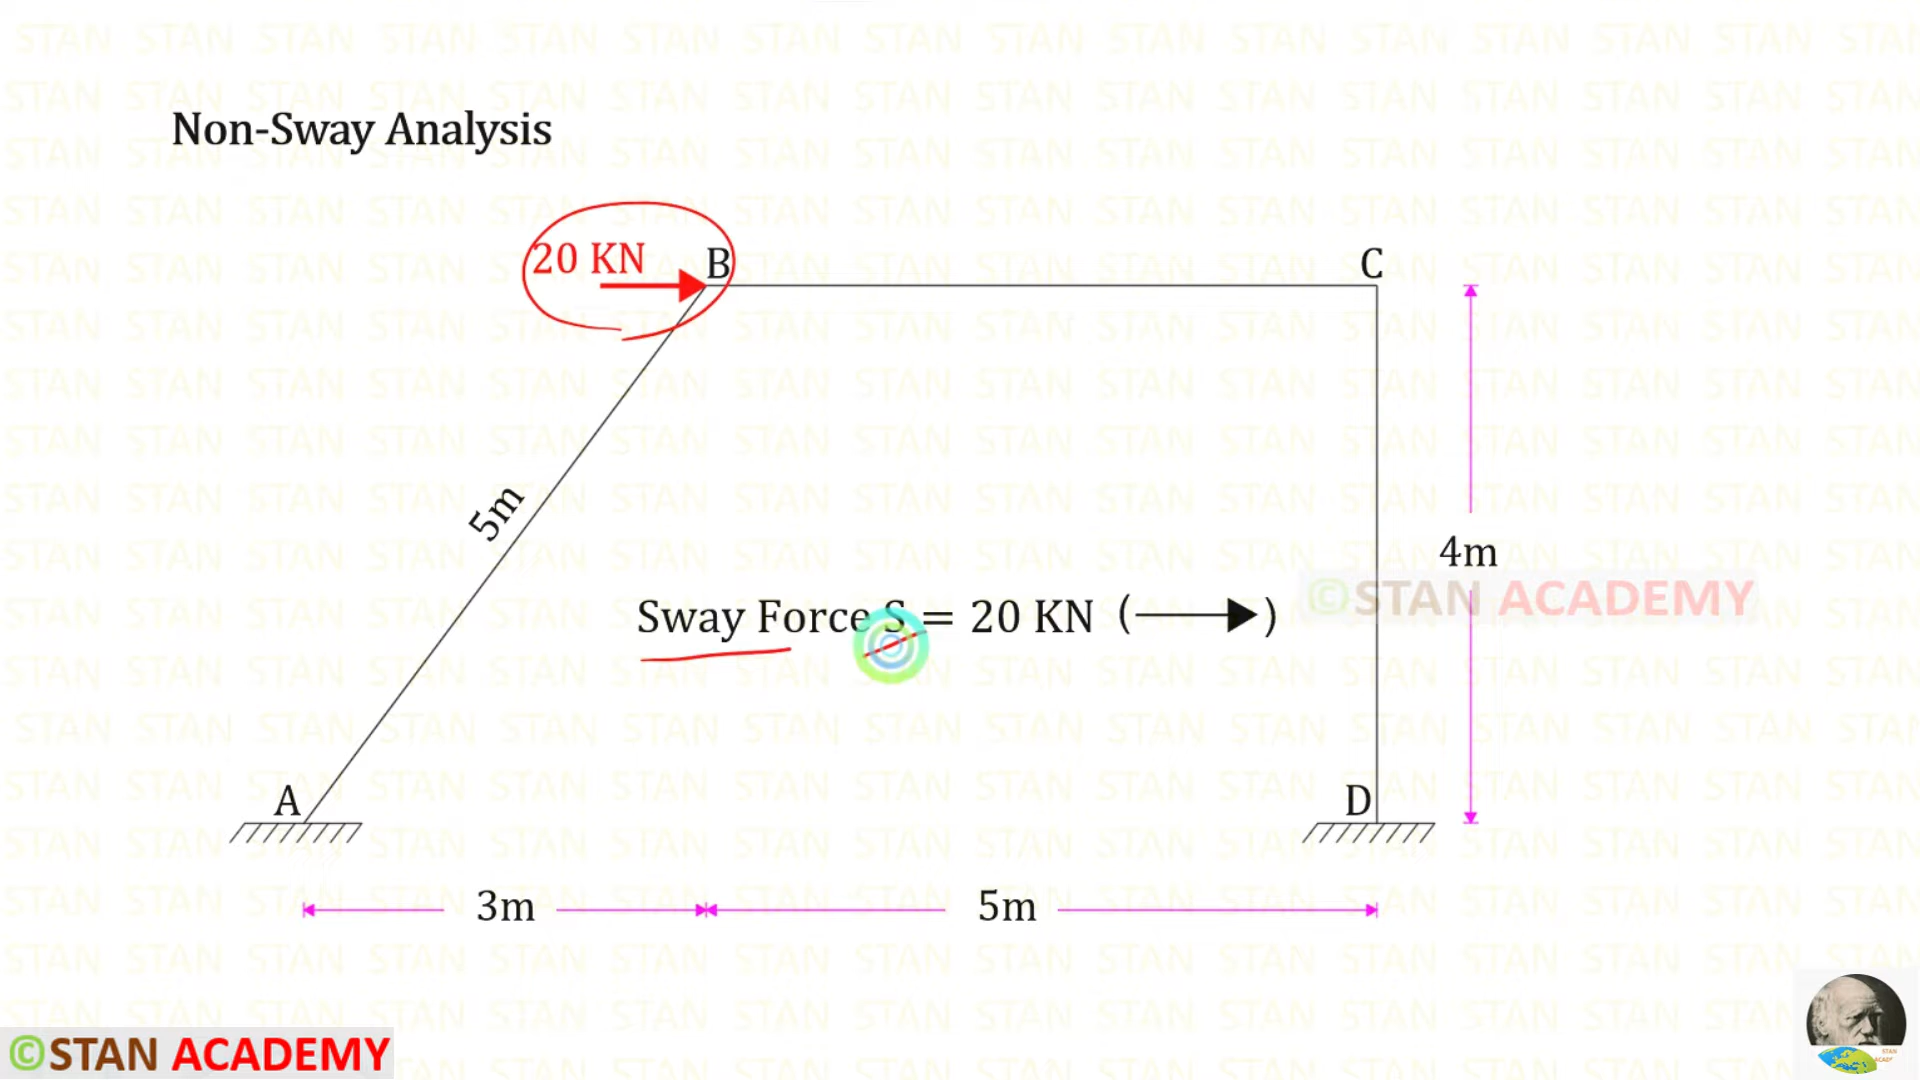 Non-Sway Analysis
20 KN
B
C
5m
4m
Sway Force S = 20 KN (→)
©STAN ACADEMY
A
D
3m
5m
©STAN ACADEMY